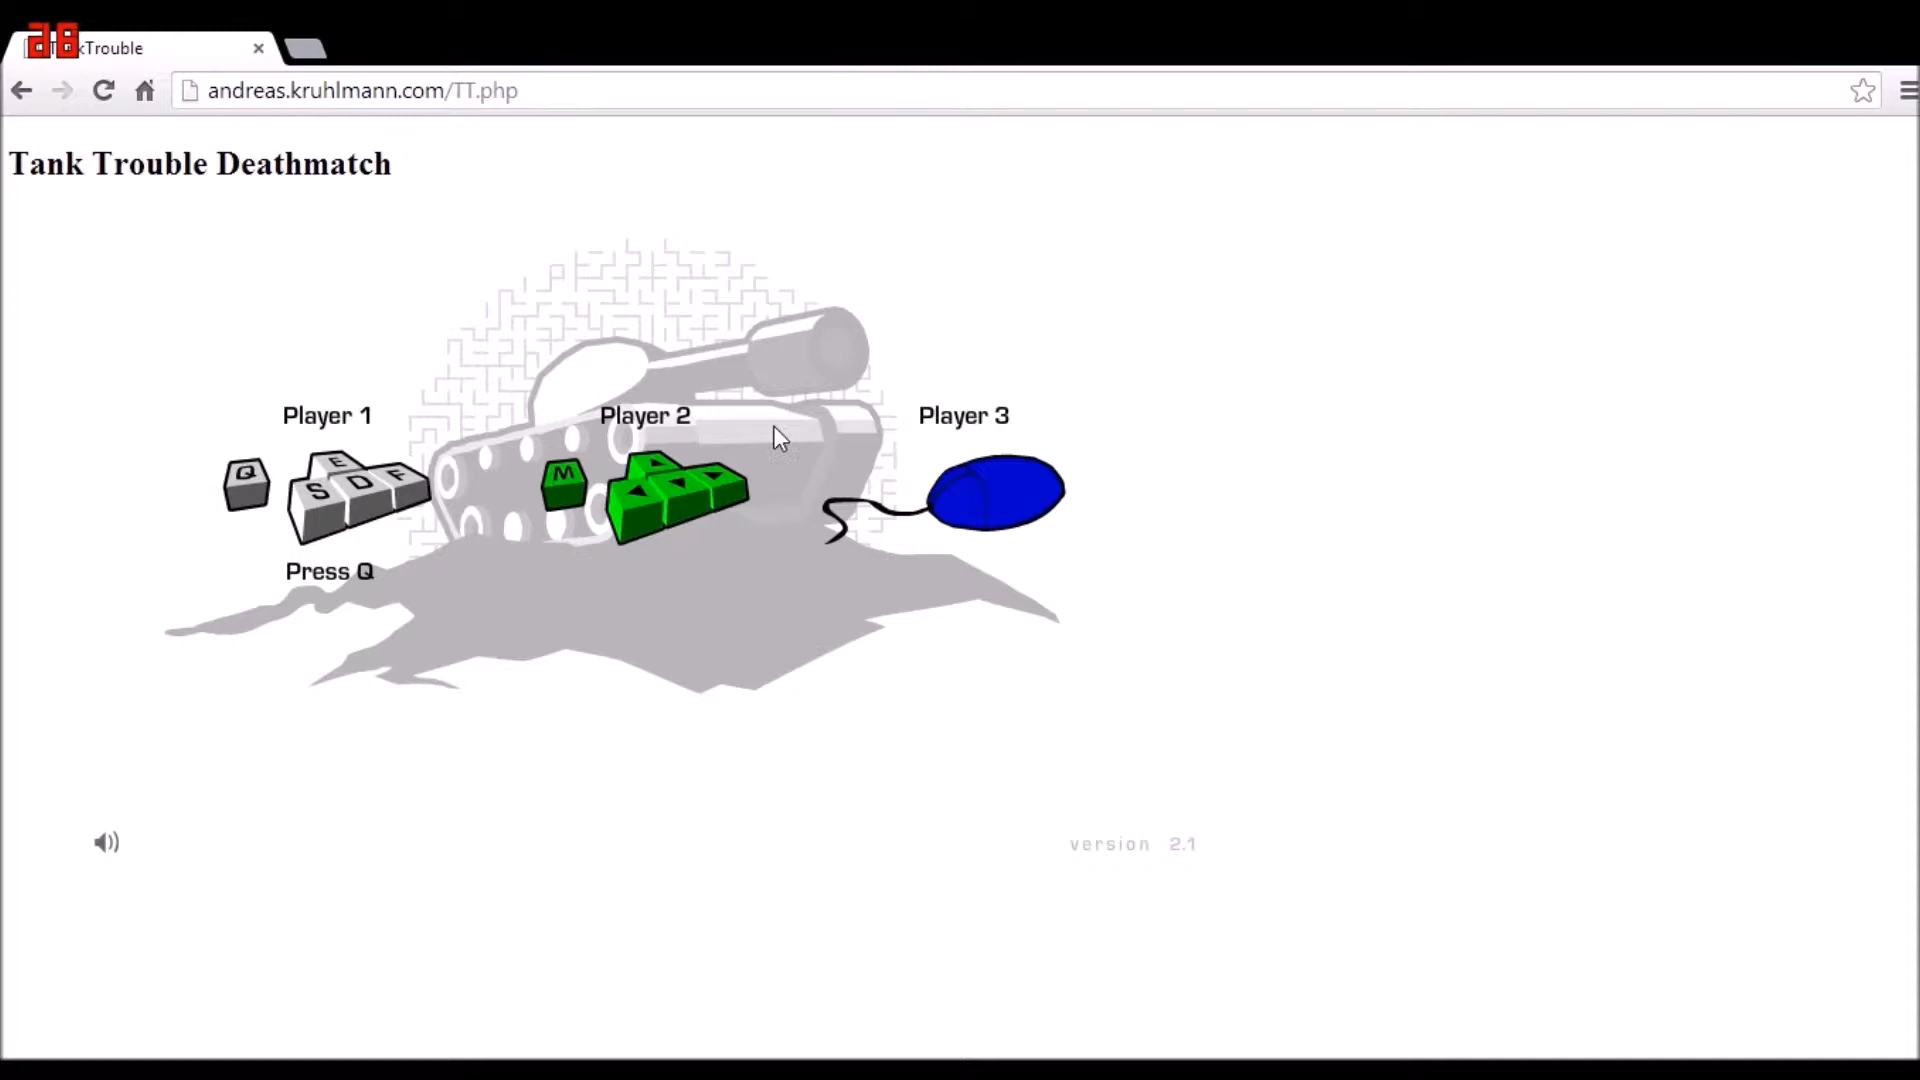 28
kTrouble
andreas.kruhlmann.com/TT.php
Tank Trouble Deathmatch
Player 1
Player 2
Player 3
Q
E
S D F
M
Press Q
version 2.1